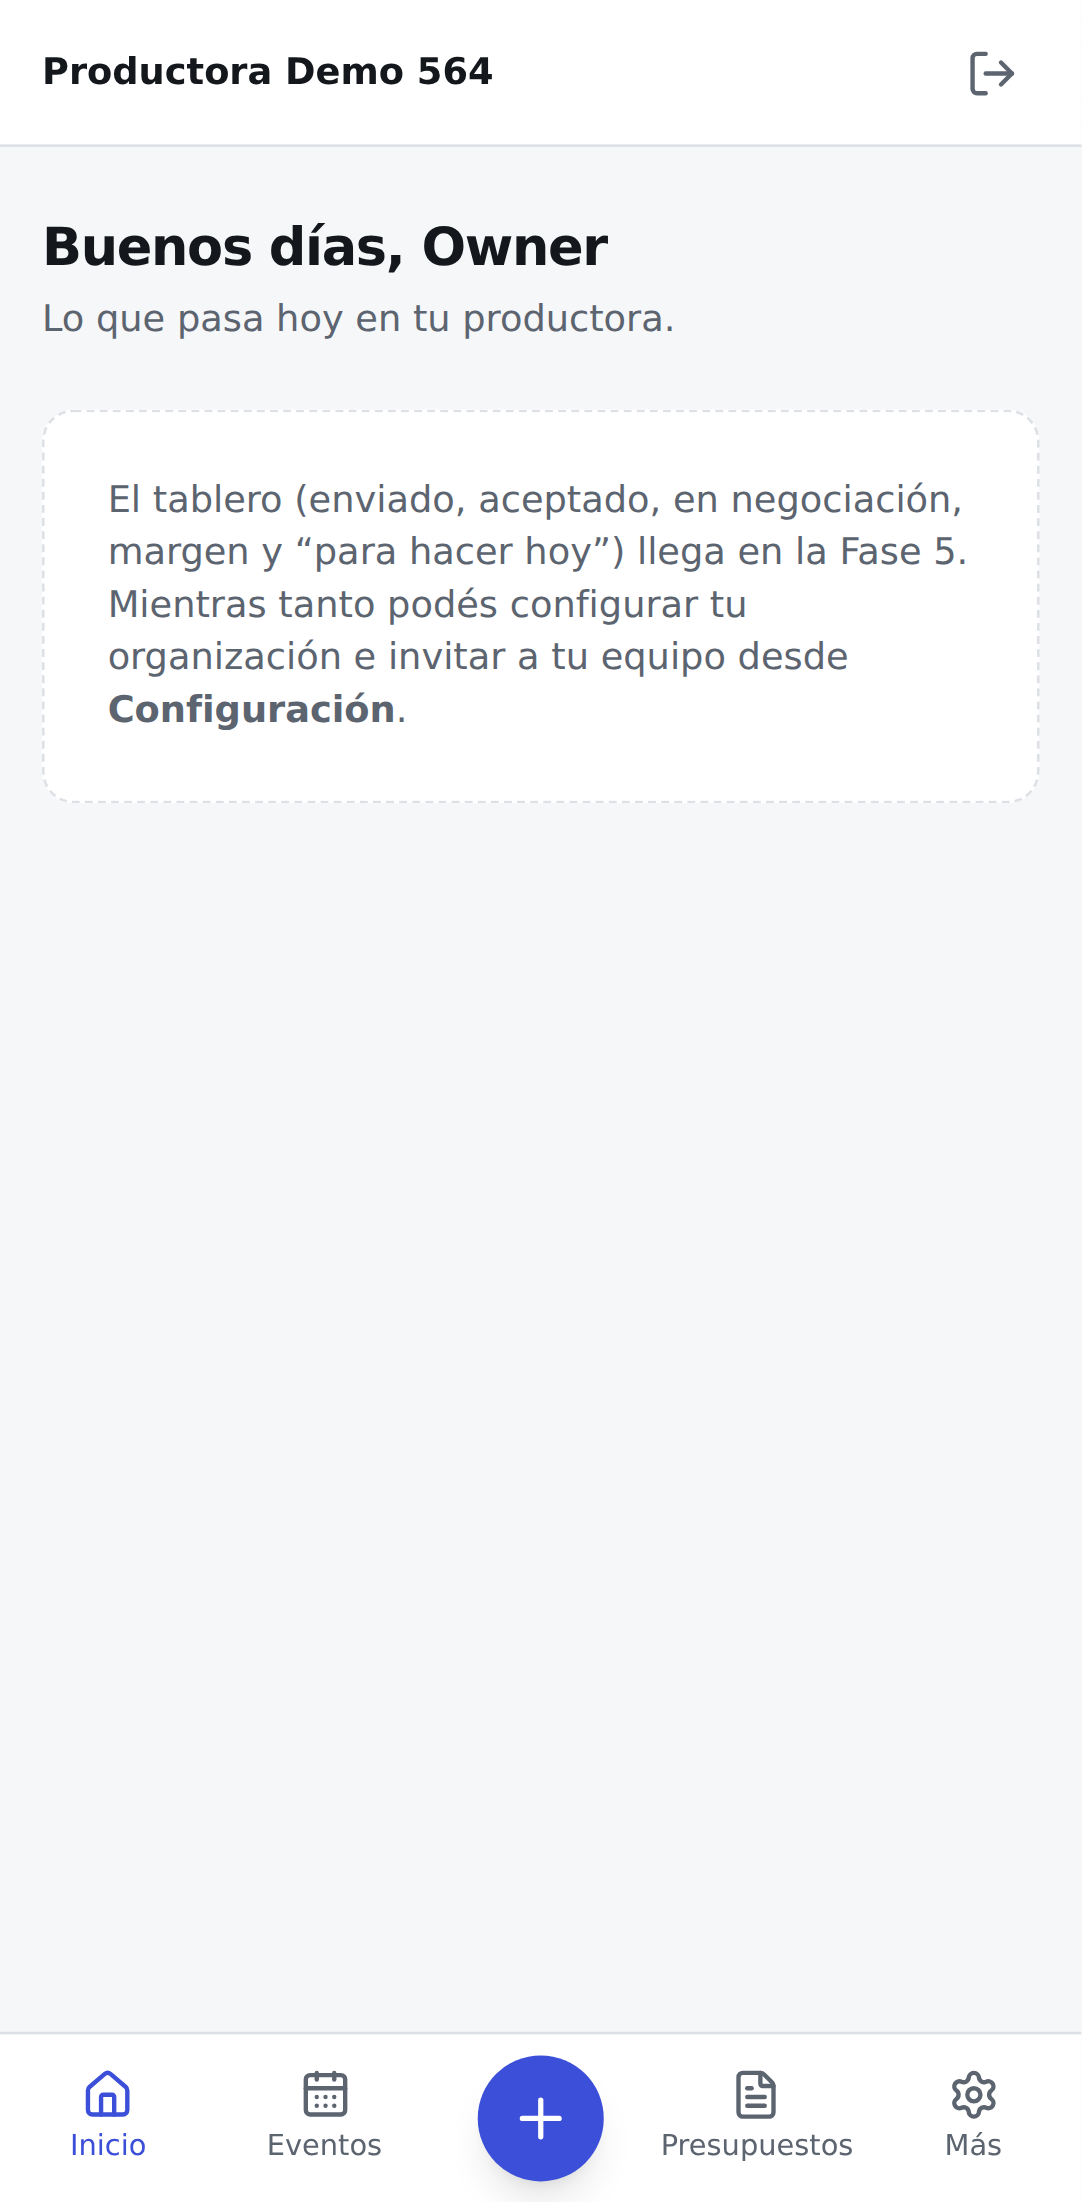 Productora Demo 564
Buenos días, Owner
Lo que pasa hoy en tu productora.
El tablero (enviado, aceptado, en negociación,
margen y “para hacer hoy”) llega en la Fase 5.
Mientras tanto podés configurar tu
organización e invitar a tu equipo desde
Configuración.
Inicio
Eventos
Presupuestos
Más